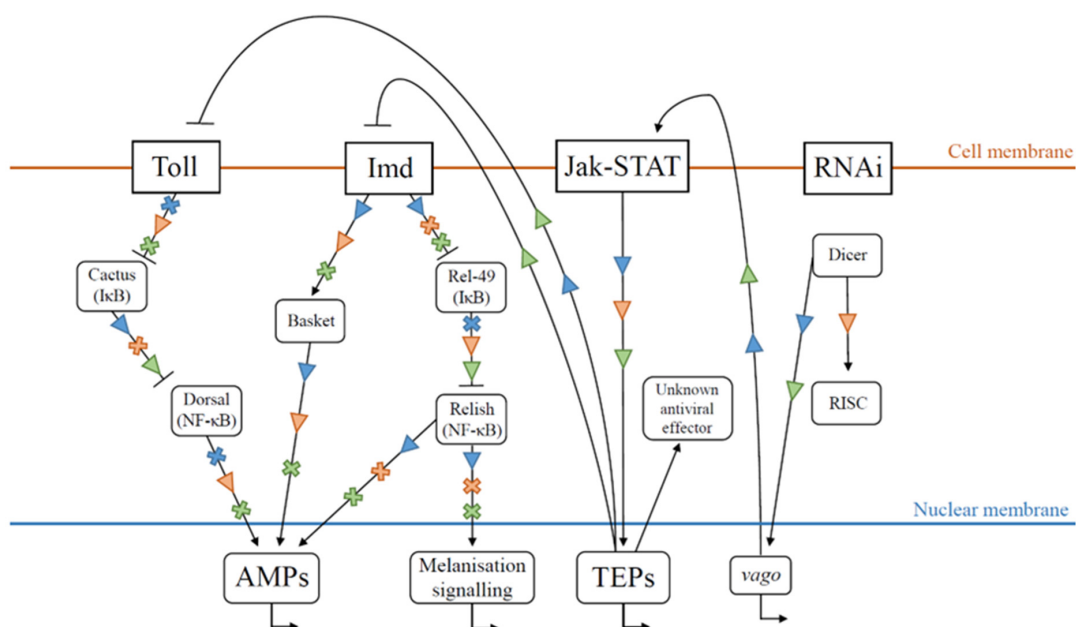 Cell membrane
Toll
Imd
Jak-STAT
RNAi
Cactus
(IκB)
Rel-49
(IκB)
Dicer
Basket
Dorsal
(NF-κB)
Relish
(NF-κB)
Unknown
antiviral
effector
RISC
Nuclear membrane
AMPs
Melanisation
signalling
TEPs
vago